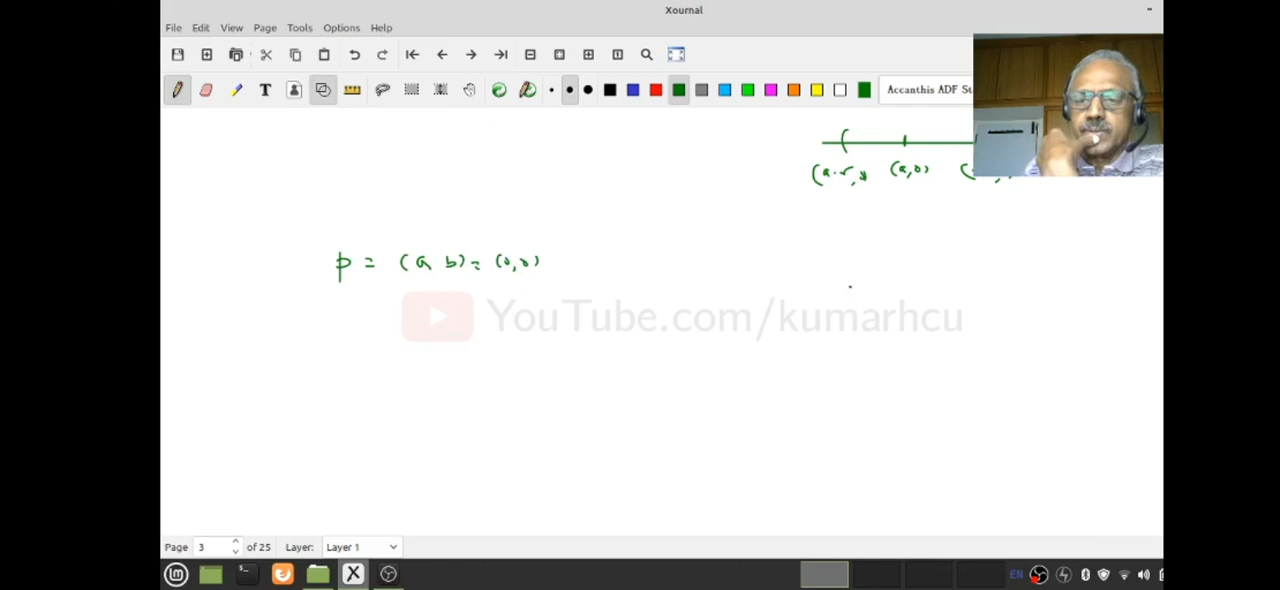 Xournal
File Edit View Page Tools Options Help
Accanthis ADF St
(a-r, (a,0) (
p = (a b) = (0,0)
YouTube.com/kumarhcu
Page 3 of 25 Layer: Layer 1
EN